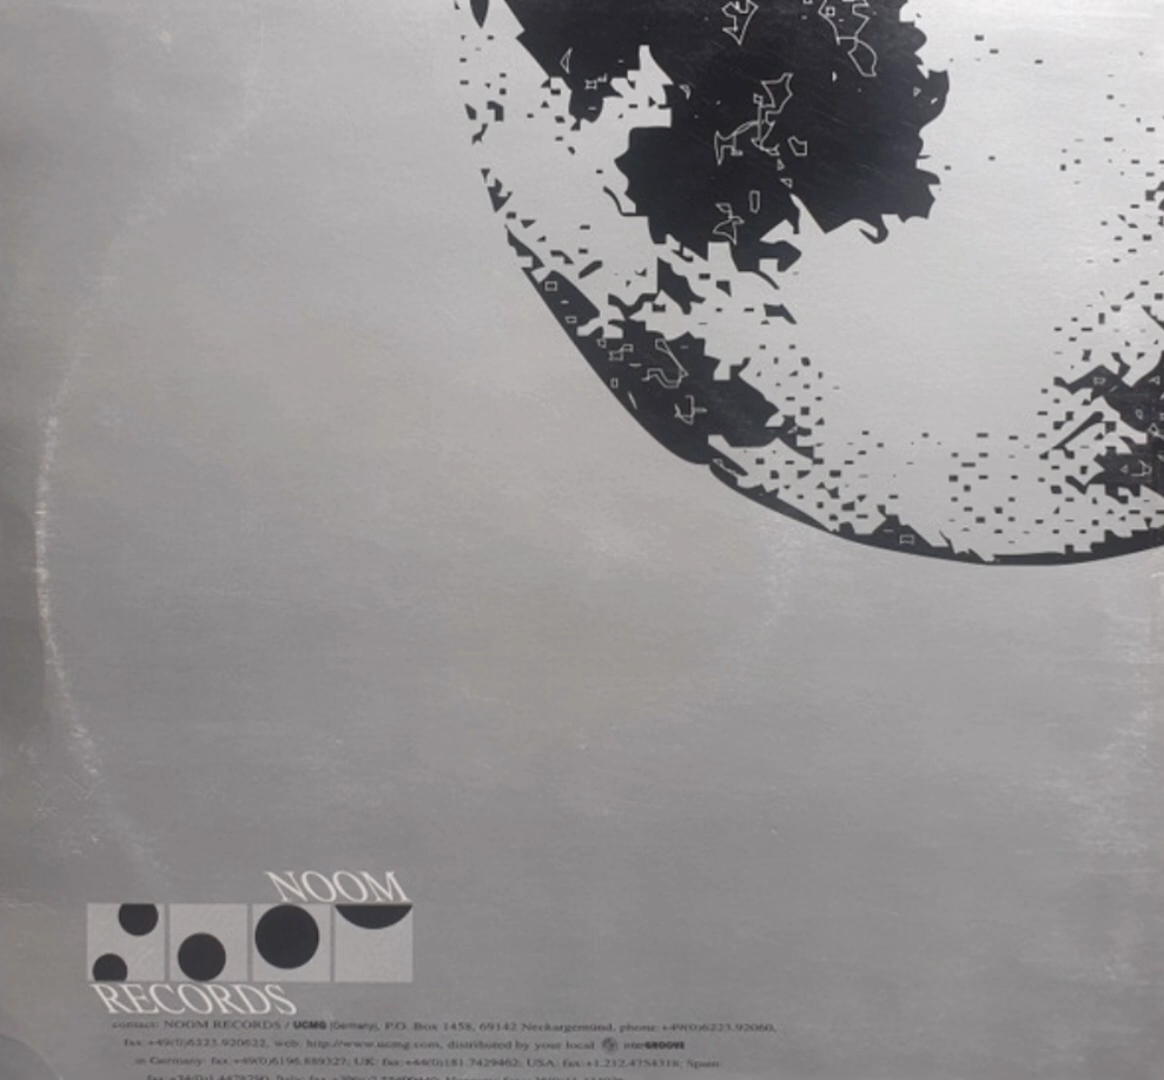 NOOM
RECORDS
contact: NOOM RECORDS / UCMG (Germany), P.O. Box 1458, 69142 Neckargemünd, phone:+49(0)6223.92060,
fax:+49(0)6223.920622, web: http://www.ucmg.com, distributed by your local interGROOVE
in Germany: fax:+49(0)6196.889327; UK: fax:+44(0)181.7429462; USA: fax:+1.212.4754318; Spain: